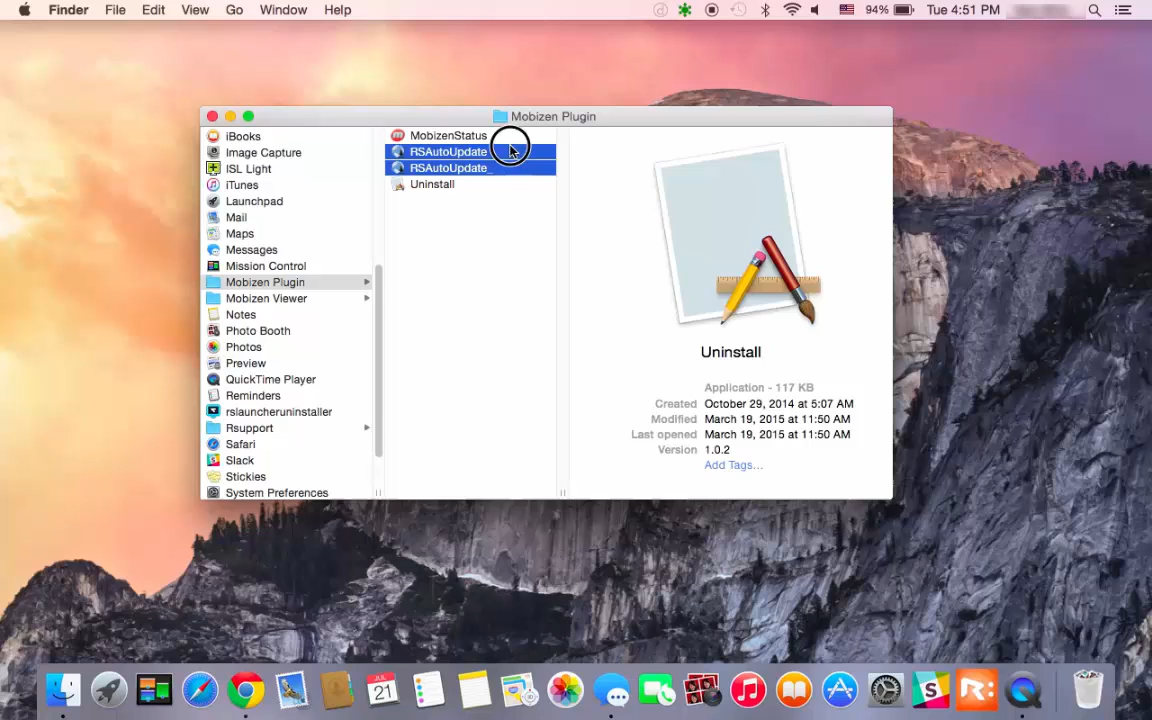 Finder File Edit View Go Window Help 94% Tue 4:51 PM
Mobizen Plugin
iBooks
Image Capture
ISL Light
iTunes
Launchpad
Mail
Maps
Messages
Mission Control
Mobizen Plugin
Mobizen Viewer
Notes
Photo Booth
Photos
Preview
QuickTime Player
Reminders
rslauncheruninstaller
Rsupport
Safari
Slack
Stickies
System Preferences
MobizenStatus
RSAutoUpdate
RSAutoUpdate_
Uninstall
Uninstall
Application - 117 KB
Created October 29, 2014 at 5:07 AM
Modified March 19, 2015 at 11:50 AM
Last opened March 19, 2015 at 11:50 AM
Version 1.0.2
Add Tags...
JUL
21
S
R: